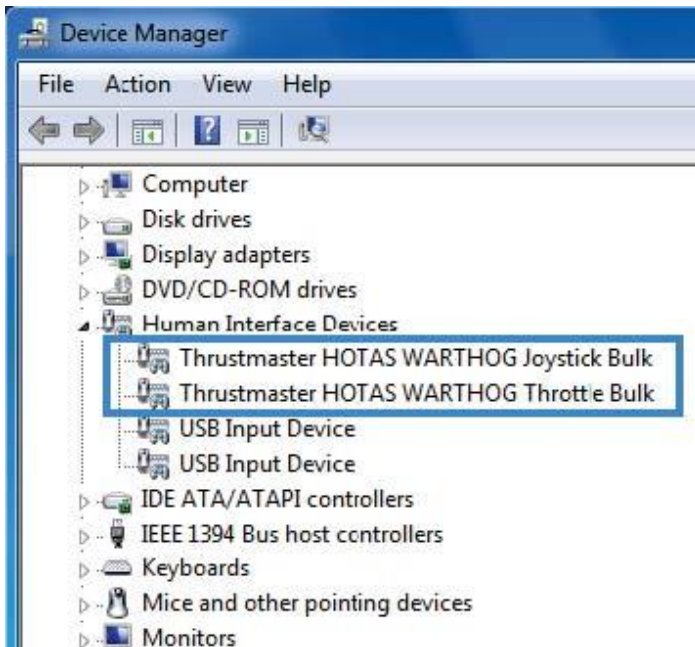 Device Manager
File Action View Help
Computer
Disk drives
Display adapters
DVD/CD-ROM drives
Human Interface Devices
Thrustmaster HOTAS WARTHOG Joystick Bulk
Thrustmaster HOTAS WARTHOG Throttle Bulk
USB Input Device
USB Input Device
IDE ATA/ATAPI controllers
IEEE 1394 Bus host controllers
Keyboards
Mice and other pointing devices
Monitors